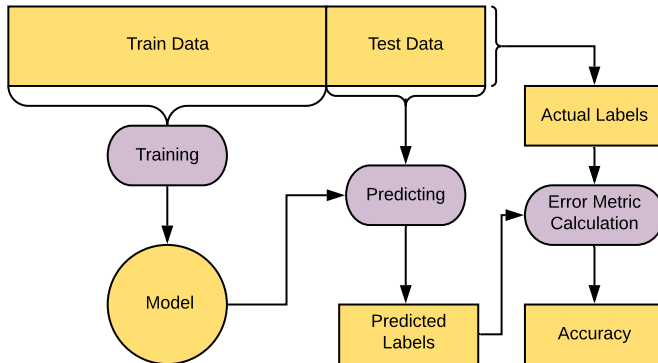 Train Data
Test Data
Actual Labels
Training
Predicting
Error Metric
Calculation
Model
Predicted
Labels
Accuracy